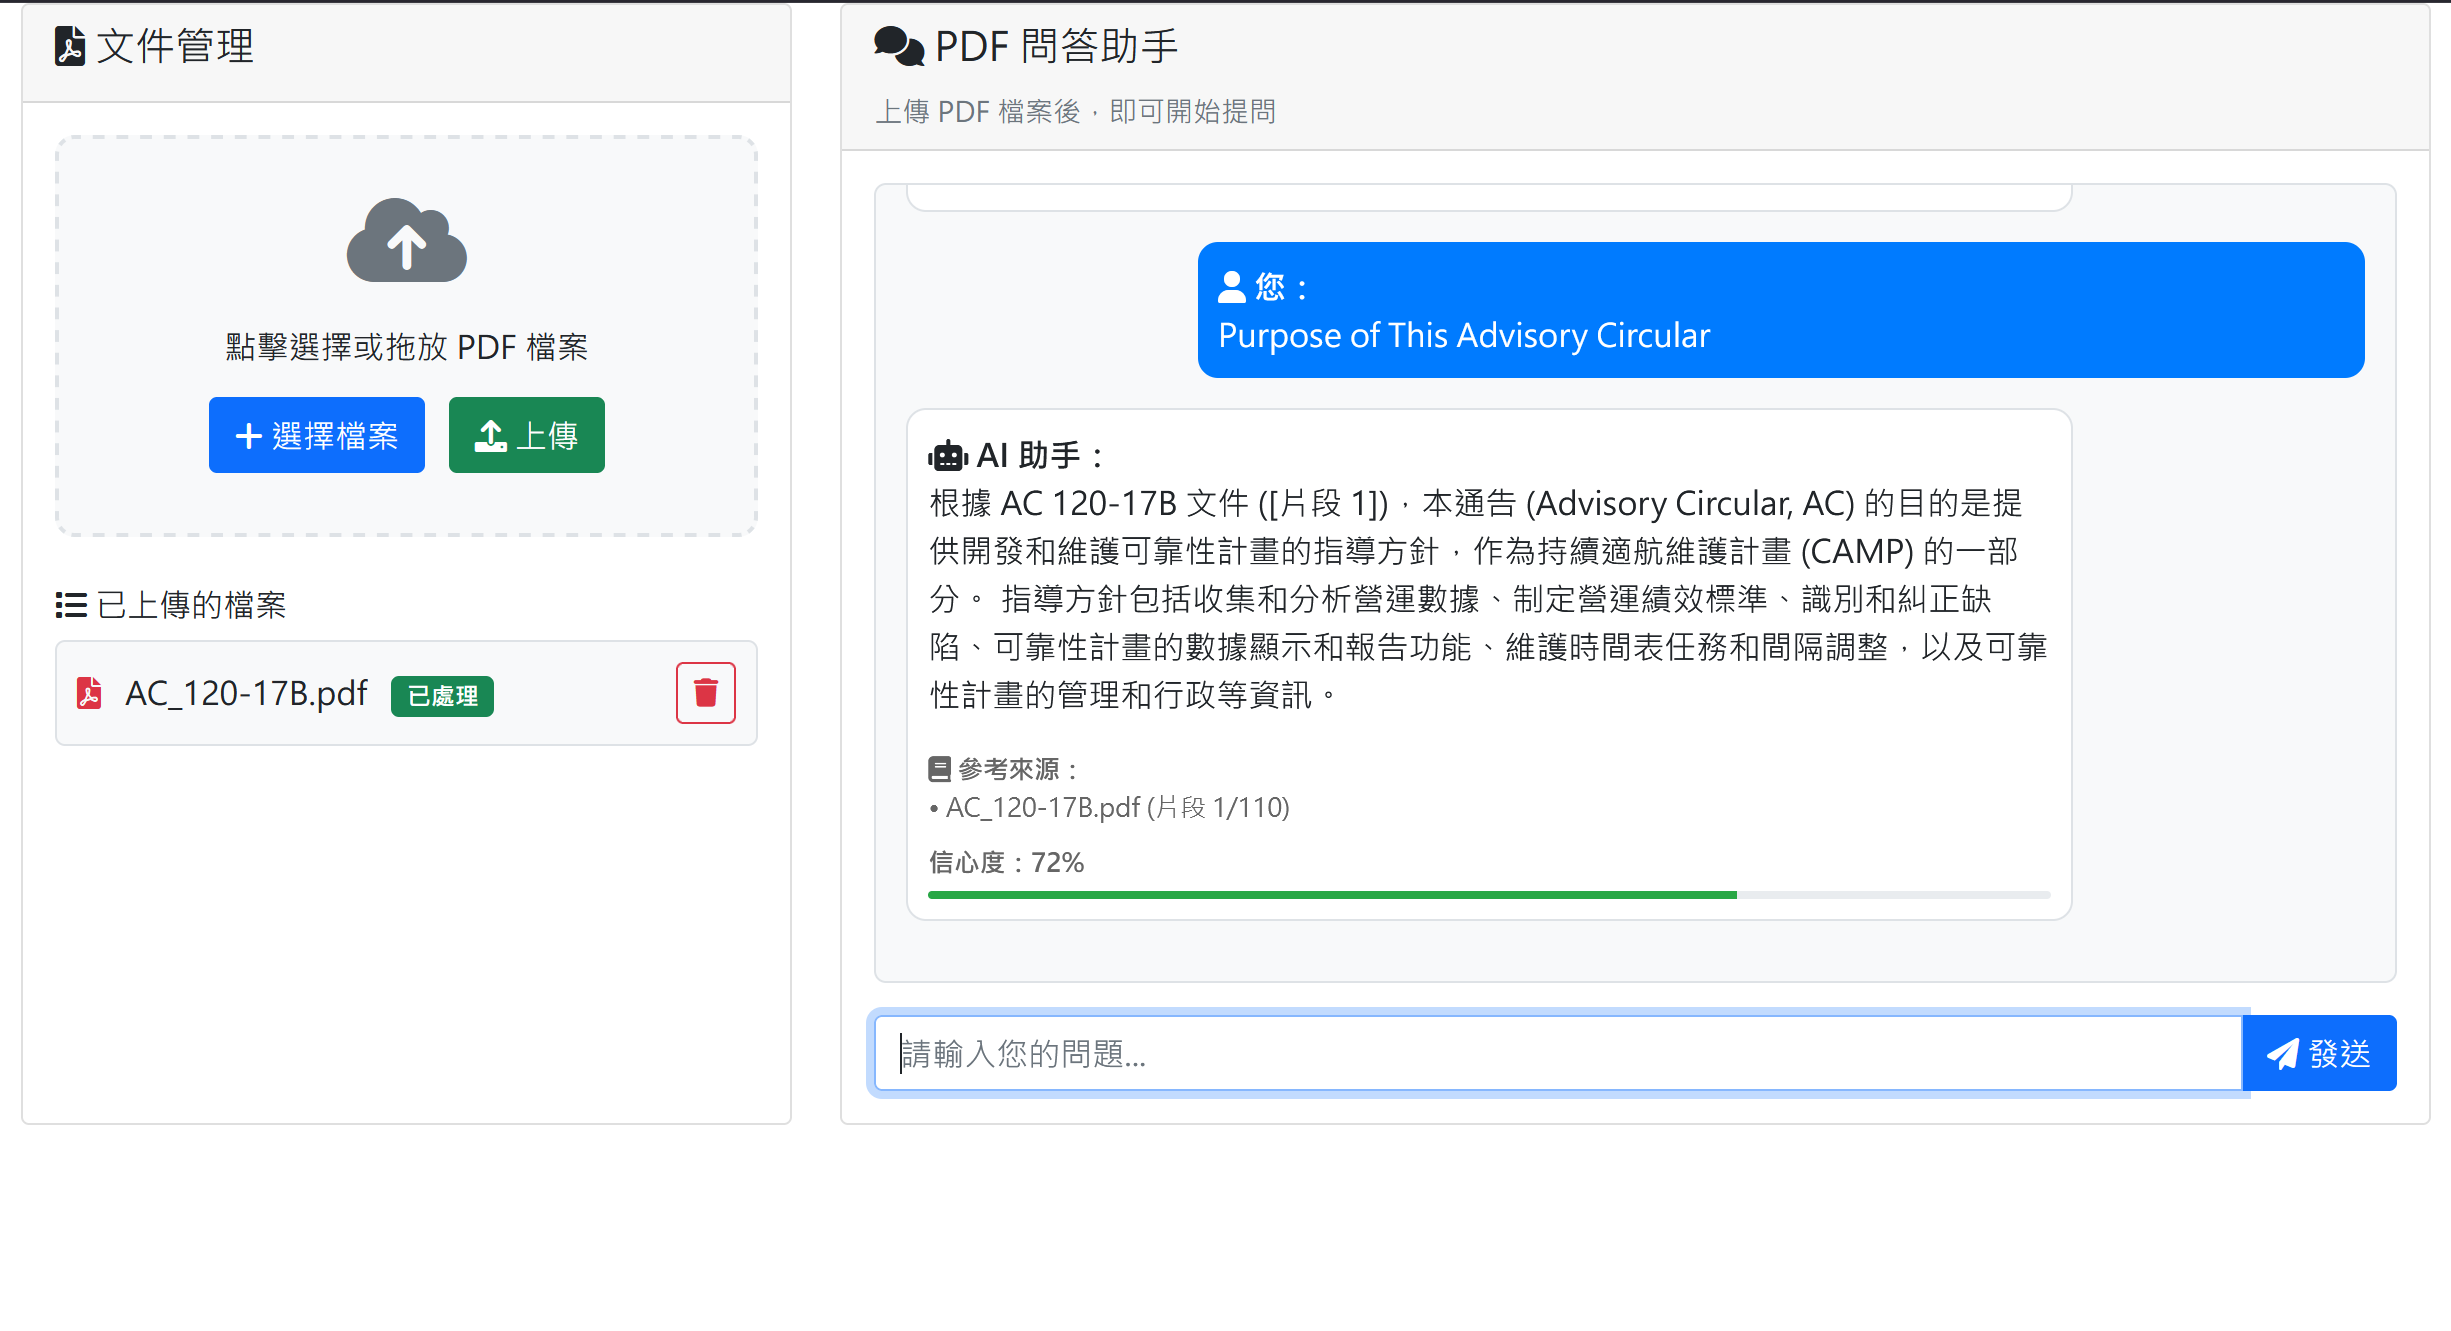 文件管理
點擊選擇或拖放 PDF 檔案
選擇檔案
上傳
已上傳的檔案
AC_120-17B.pdf 已處理
PDF 問答助手
上傳 PDF 檔案後，即可開始提問
您：
Purpose of This Advisory Circular
AI 助手：
根據 AC 120-17B 文件 ([片段 1])，本通告 (Advisory Circular, AC) 的目的是提
供開發和維護可靠性計畫的指導方針，作為持續適航維護計畫 (CAMP) 的一部
分。 指導方針包括收集和分析營運數據、制定營運績效標準、識別和糾正缺
陷、可靠性計畫的數據顯示和報告功能、維護時間表任務和間隔調整，以及可靠
性計畫的管理和行政等資訊。
參考來源：
• AC_120-17B.pdf (片段 1/110)
信心度：72%
請輸入您的問題...
發送